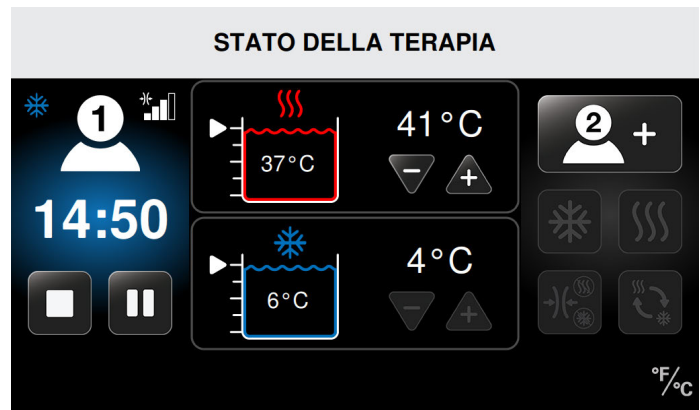 STATO DELLA TERAPIA
1
14:50
37°C
41°C
- +
6°C
4°C
- +
2 +
°F/°C